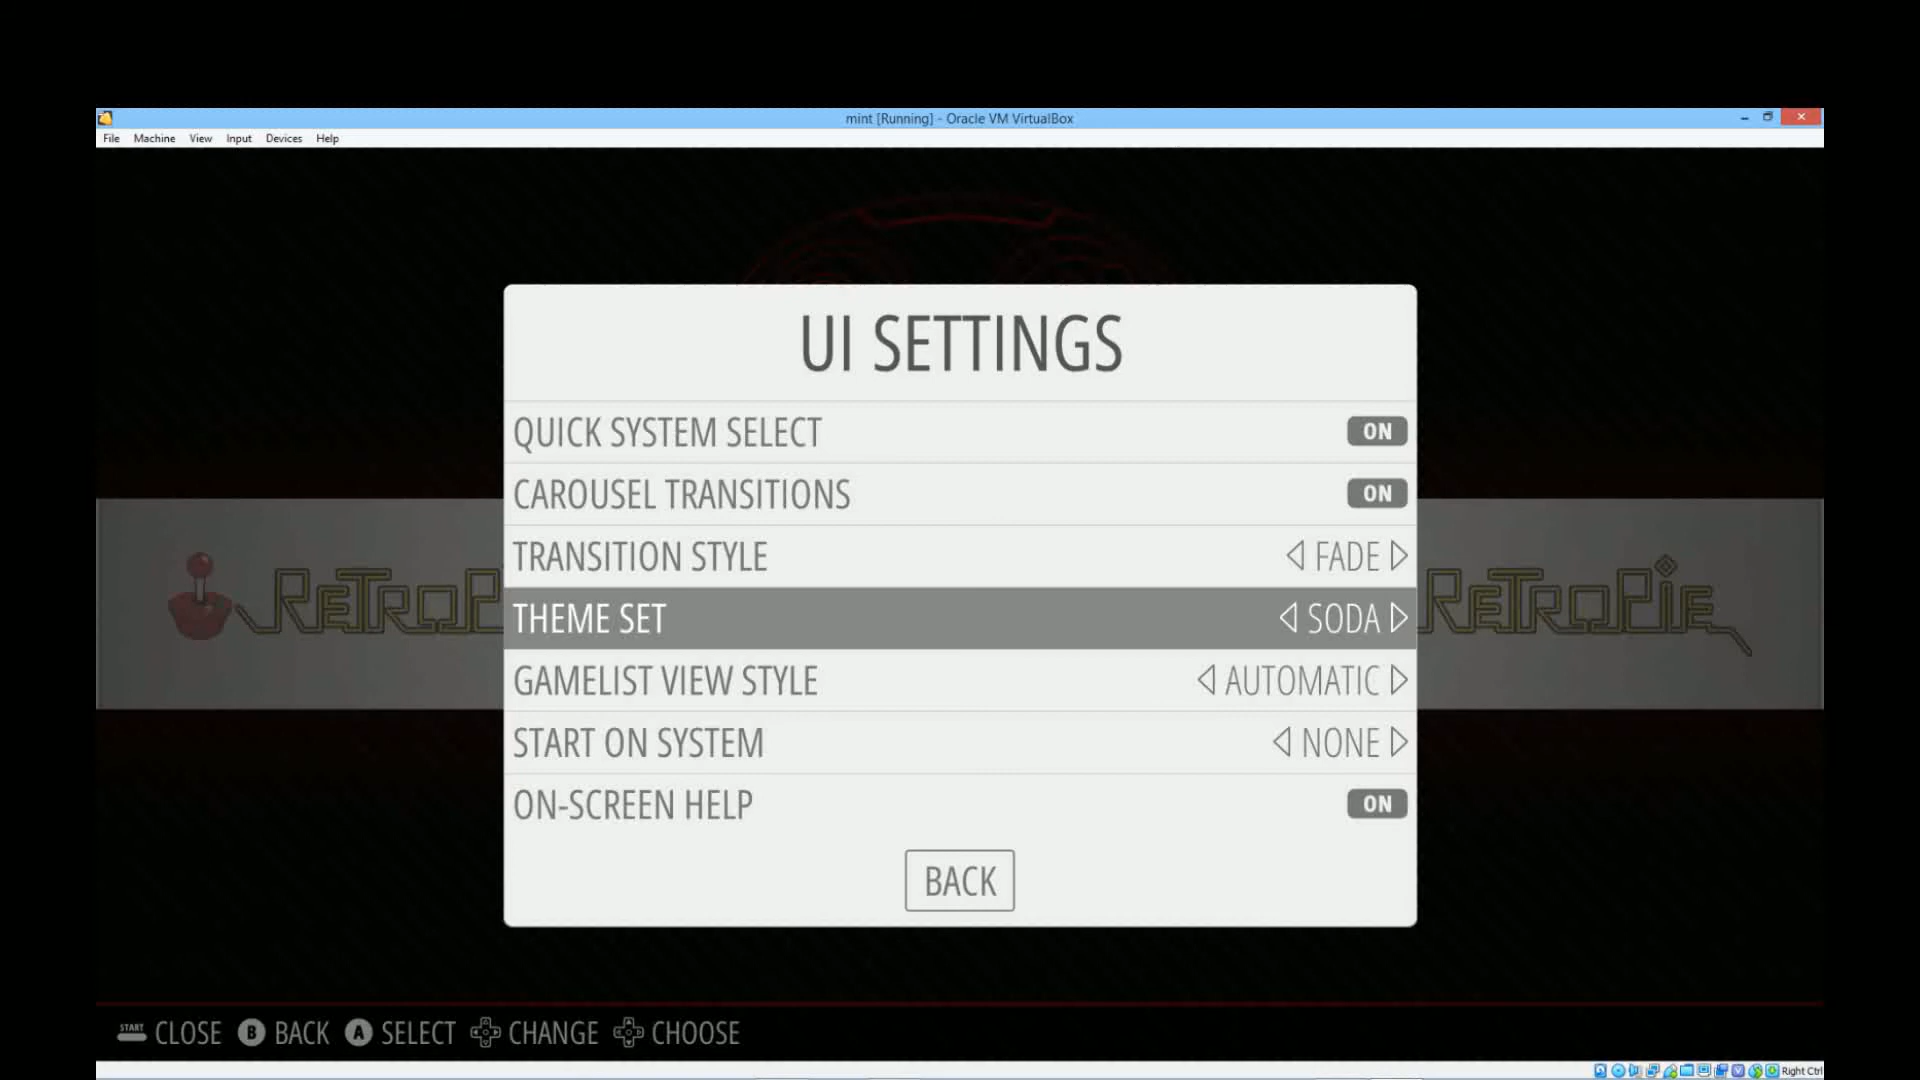 mint [Running] - Oracle VM VirtualBox
File Machine View Input Devices Help
UI SETTINGS
QUICK SYSTEM SELECT ON
CAROUSEL TRANSITIONS ON
TRANSITION STYLE FADE
RETROP THEME SET SODA RETROPIE
GAMELIST VIEW STYLE AUTOMATIC
START ON SYSTEM NONE
ON-SCREEN HELP ON
BACK
START CLOSE B BACK A SELECT CHANGE CHOOSE
Right Ctrl